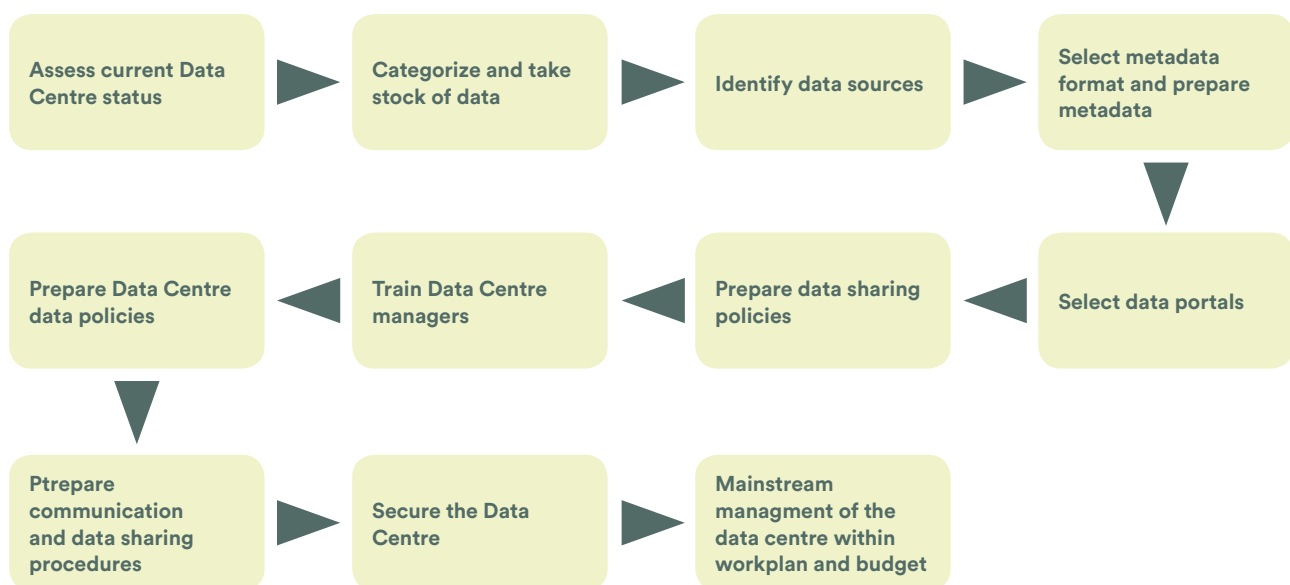 Assess current Data
Centre status
Categorize and take
stock of data
Identify data sources
Select metadata
format and prepare
metadata
Select data portals
Prepare data sharing
policies
Train Data Centre
managers
Prepare Data Centre
data policies
Ptrepare
communication
and data sharing
procedures
Secure the Data
Centre
Mainstream
managment of the
data centre within
workplan and budget